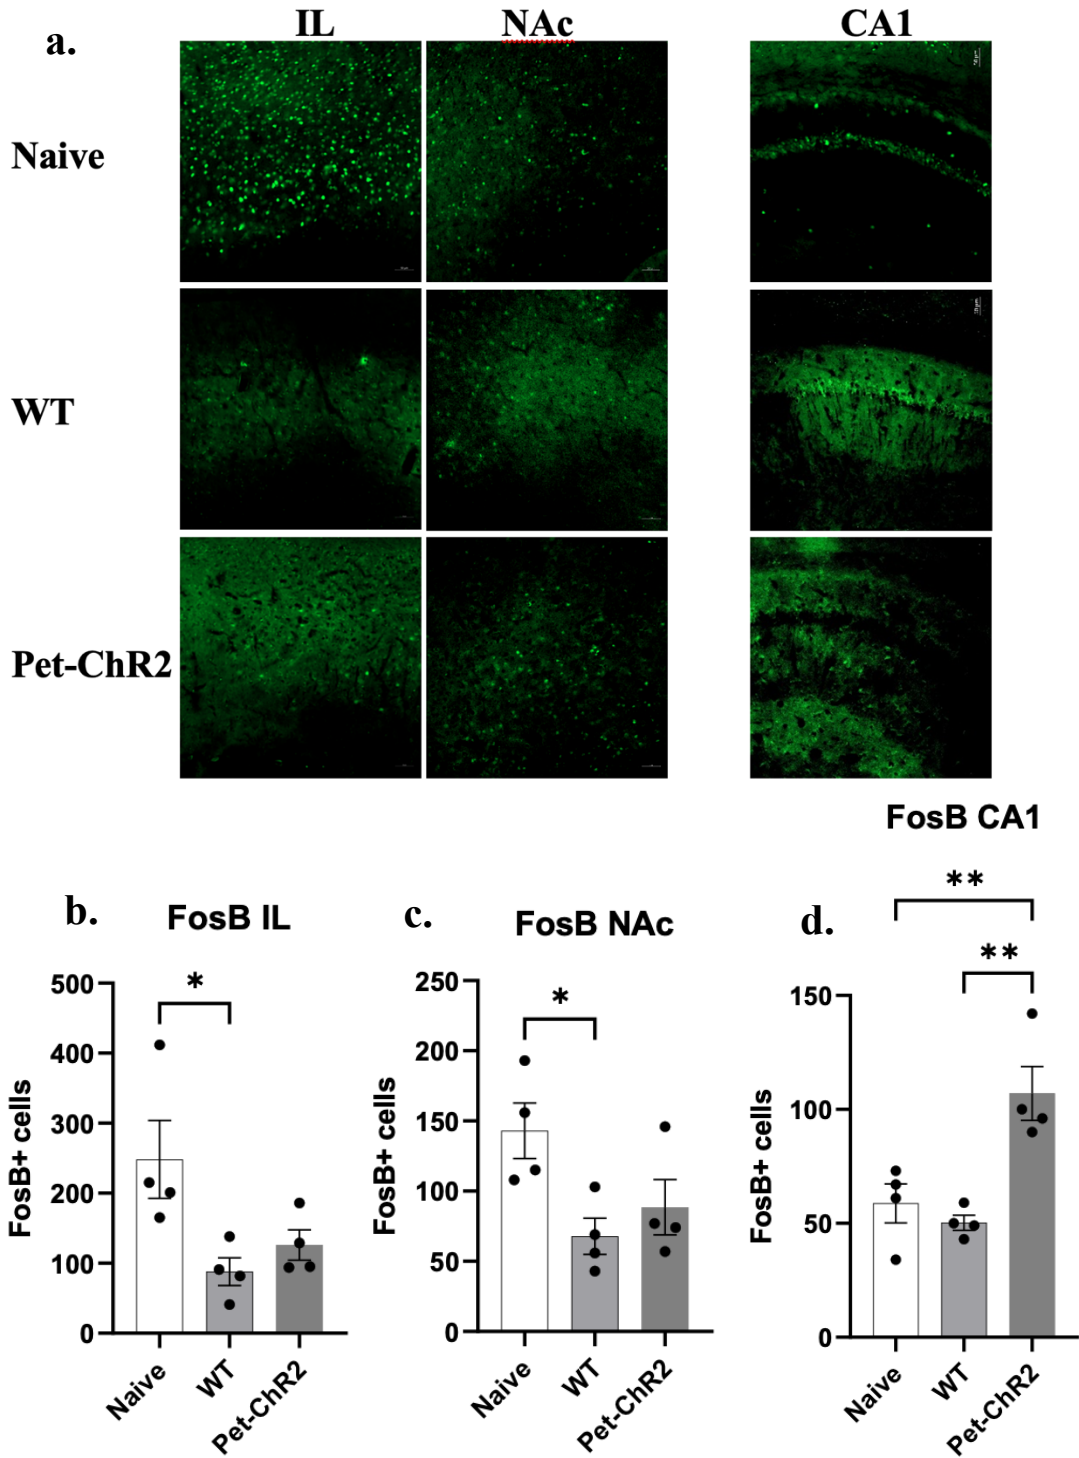 a.
IL NAc CA1
Naive
WT
Pet-ChR2
FosB CA1
b. FosB IL
c. FosB NAc
d.
** 
**
*
*
FosB+ cells
500
400
300
200
100
0
Naive WT Pet-ChR2
FosB+ cells
250
200
150
100
50
0
Naive WT Pet-ChR2
FosB+ cells
150
100
50
0
Naive WT Pet-ChR2